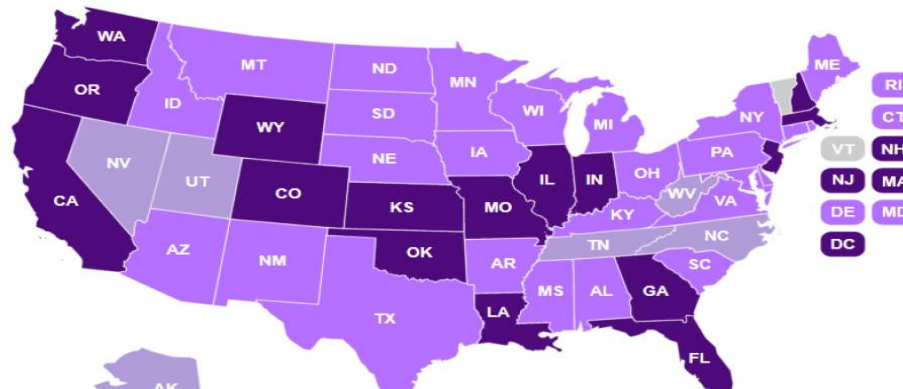 WA
MT
ND
MN
ME
OR
ID
SD
WI
MI
NY
RI
WY
CT
NV
UT
NE
IA
PA
VT
NH
CA
CO
KS
MO
IL
IN
OH
WV
VA
NJ
MA
KY
DE
MD
AZ
NM
OK
AR
TN
NC
SC
DC
TX
LA
MS
AL
GA
FL
AK